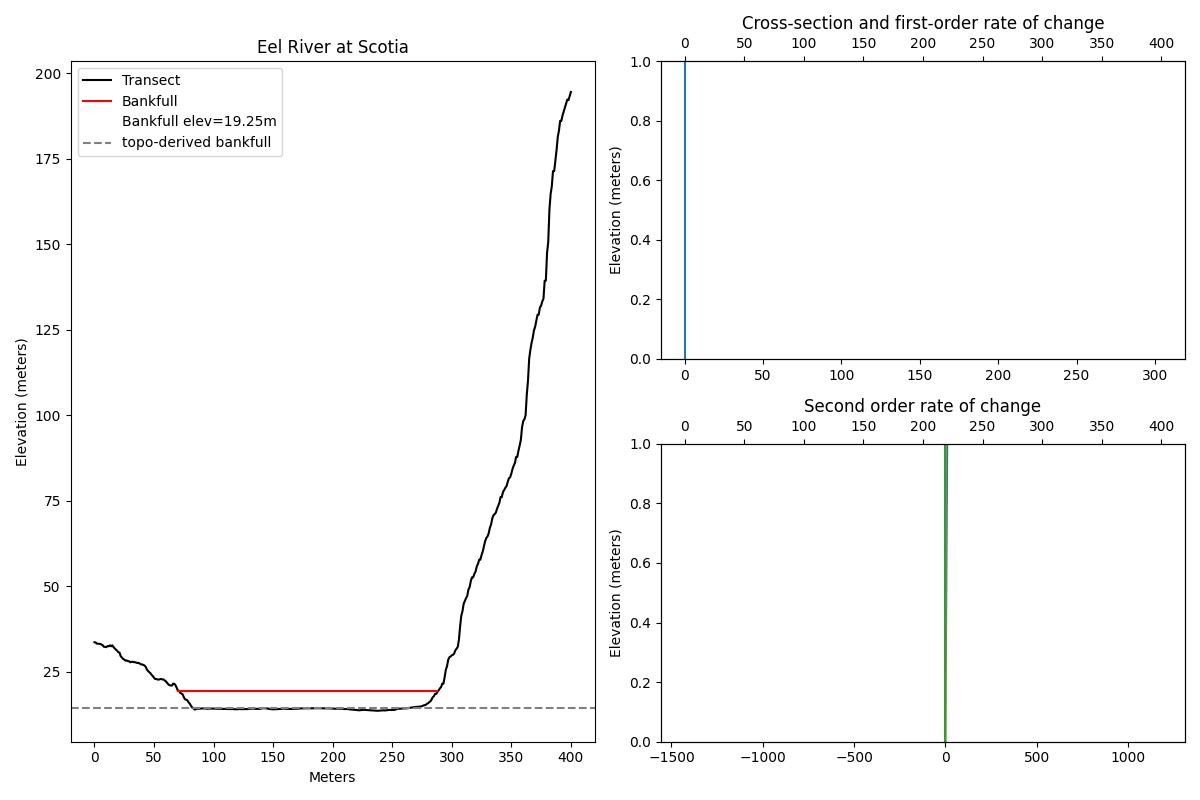 Eel River at Scotia
Transect
Bankfull
Bankfull elev=19.25m
topo-derived bankfull
200
175
150
125
100
75
50
25
Elevation (meters)
0 50 100 150 200 250 300 350 400
Meters
Cross-section and first-order rate of change
0 50 100 150 200 250 300 350 400
1.0
0.8
0.6
0.4
0.2
0.0
Elevation (meters)
0 50 100 150 200 250 300
Second order rate of change
0 50 100 150 200 250 300 350 400
1.0
0.8
0.6
0.4
0.2
0.0
Elevation (meters)
−1500 −1000 −500 0 500 1000